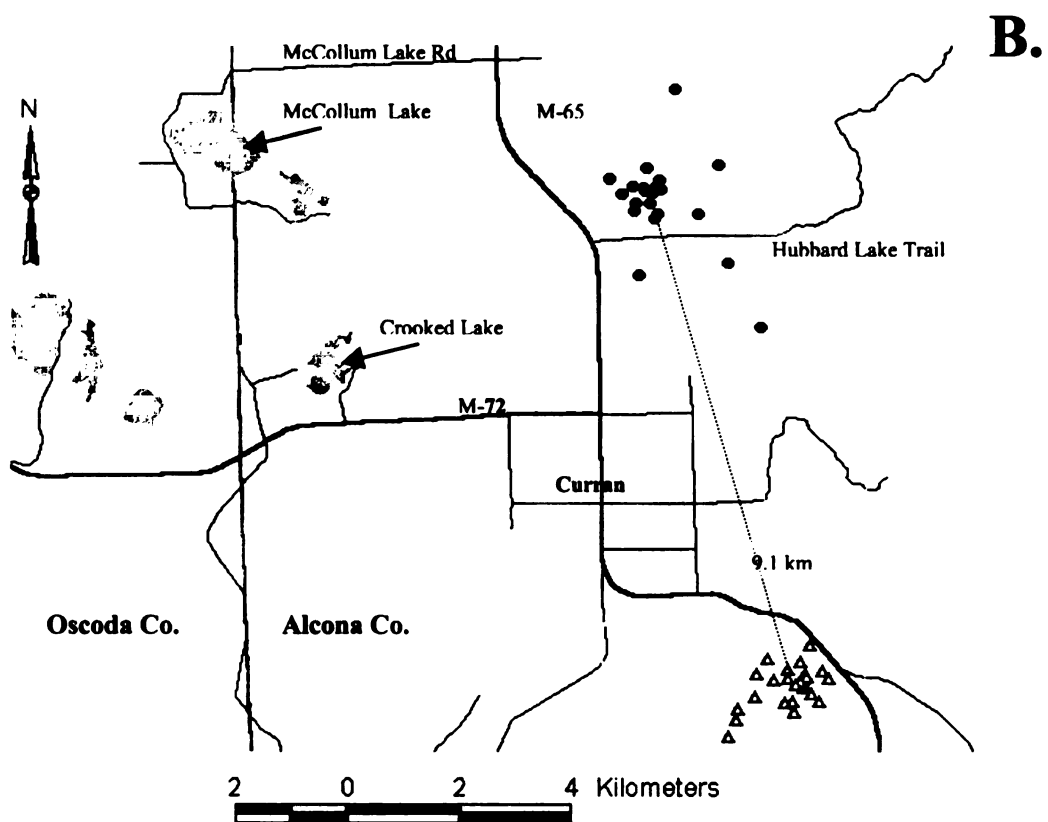 B.
McCollum Lake Rd
N
McCollum Lake
M-65
Hubbard Lake Trail
Crooked Lake
M-72
Curran
9.1 km
Oscoda Co.
Alcona Co.
2 0 2 4 Kilometers